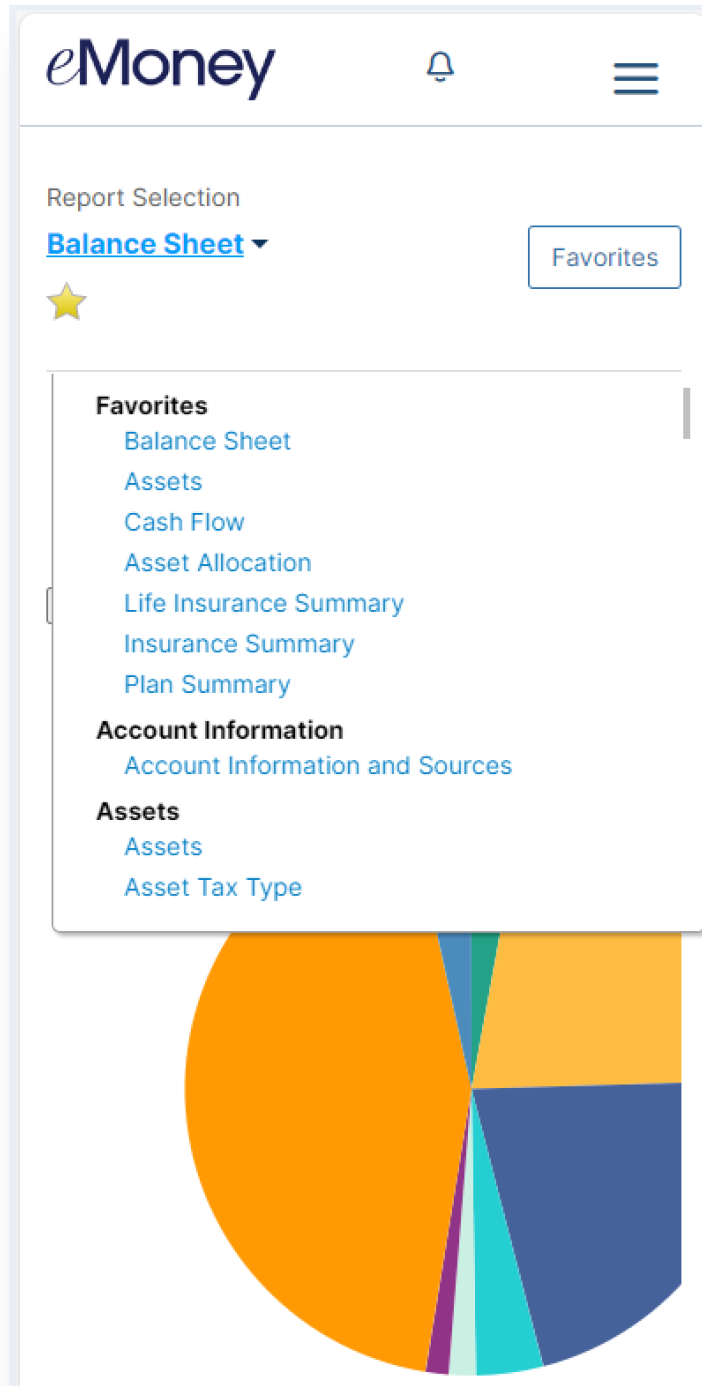 eMoney
Report Selection
Balance Sheet
Favorites
Favorites
Balance Sheet
Assets
Cash Flow
Asset Allocation
Life Insurance Summary
Insurance Summary
Plan Summary
Account Information
Account Information and Sources
Assets
Assets
Asset Tax Type